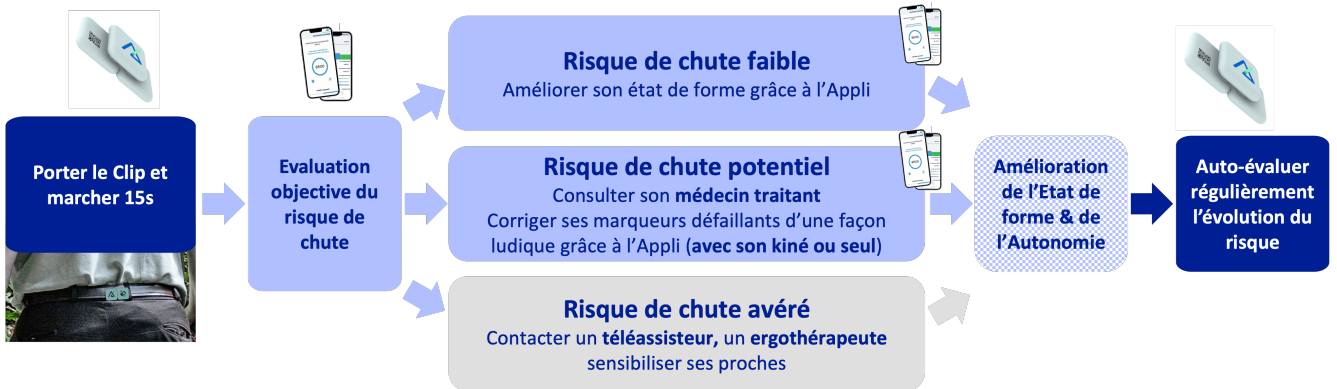 Porter le Clip et
marcher 15s
Evaluation
objective du
risque de
chute
Risque de chute faible
Améliorer son état de forme grâce à l’Appli
Risque de chute potentiel
Consulter son médecin traitant
Corriger ses marqueurs défaillants d’une façon
ludique grâce à l’Appli (avec son kiné ou seul)
Risque de chute avéré
Contacter un téléassisteur, un ergothérapeute
sensibiliser ses proches
Amélioration
de l’Etat de
forme & de
l’Autonomie
Auto-évaluer
régulièrement
l’évolution du
risque